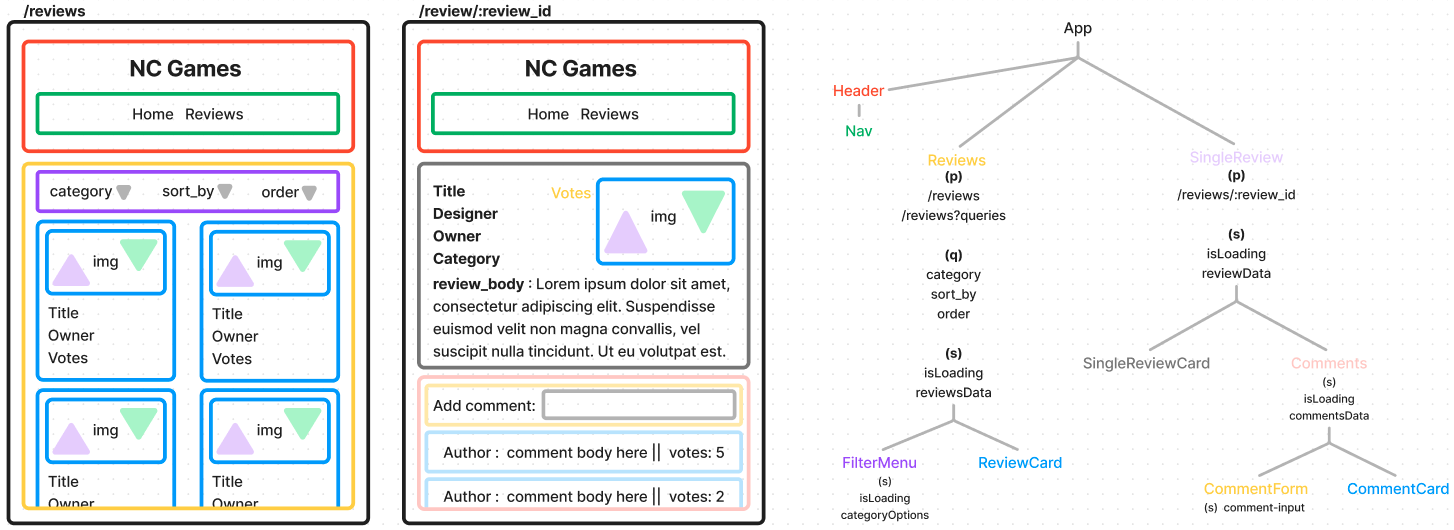 /reviews
NC Games
Home Reviews
category sort_by order
img
Title
Owner
Votes
img
Title
Owner
Votes
img
Title
Owner
img
Title
Owner
/review/:review_id
NC Games
Home Reviews
Title
Designer
Owner
Category
Votes
img
review_body : Lorem ipsum dolor sit amet,
consectetur adipiscing elit. Suspendisse
euismod velit non magna convallis, vel
suscipit nulla tincidunt. Ut eu volutpat est.
Add comment:
Author : comment body here || votes: 5
Author : comment body here || votes: 2
App
Header
Nav
Reviews
(p)
/reviews
/reviews?queries
(q)
category
sort_by
order
(s)
isLoading
reviewsData
FilterMenu
(s)
isLoading
categoryOptions
ReviewCard
SingleReview
(p)
/reviews/:review_id
(s)
isLoading
reviewData
SingleReviewCard
Comments
(s)
isLoading
commentsData
CommentForm
(s) comment-input
CommentCard